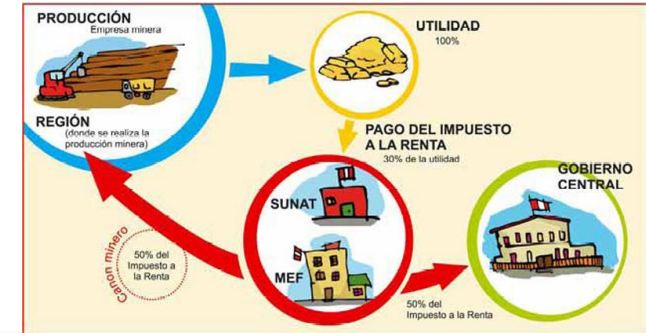 PRODUCCIÓN
Empresa minera
REGIÓN
(donde se realiza la
producción minera)
UTILIDAD
100%
PAGO DEL IMPUESTO
A LA RENTA
30% de la utilidad
SUNAT
MEF
GOBIERNO
CENTRAL
Canon minero
50% del
Impuesto a
la Renta
50% del
Impuesto a la Renta